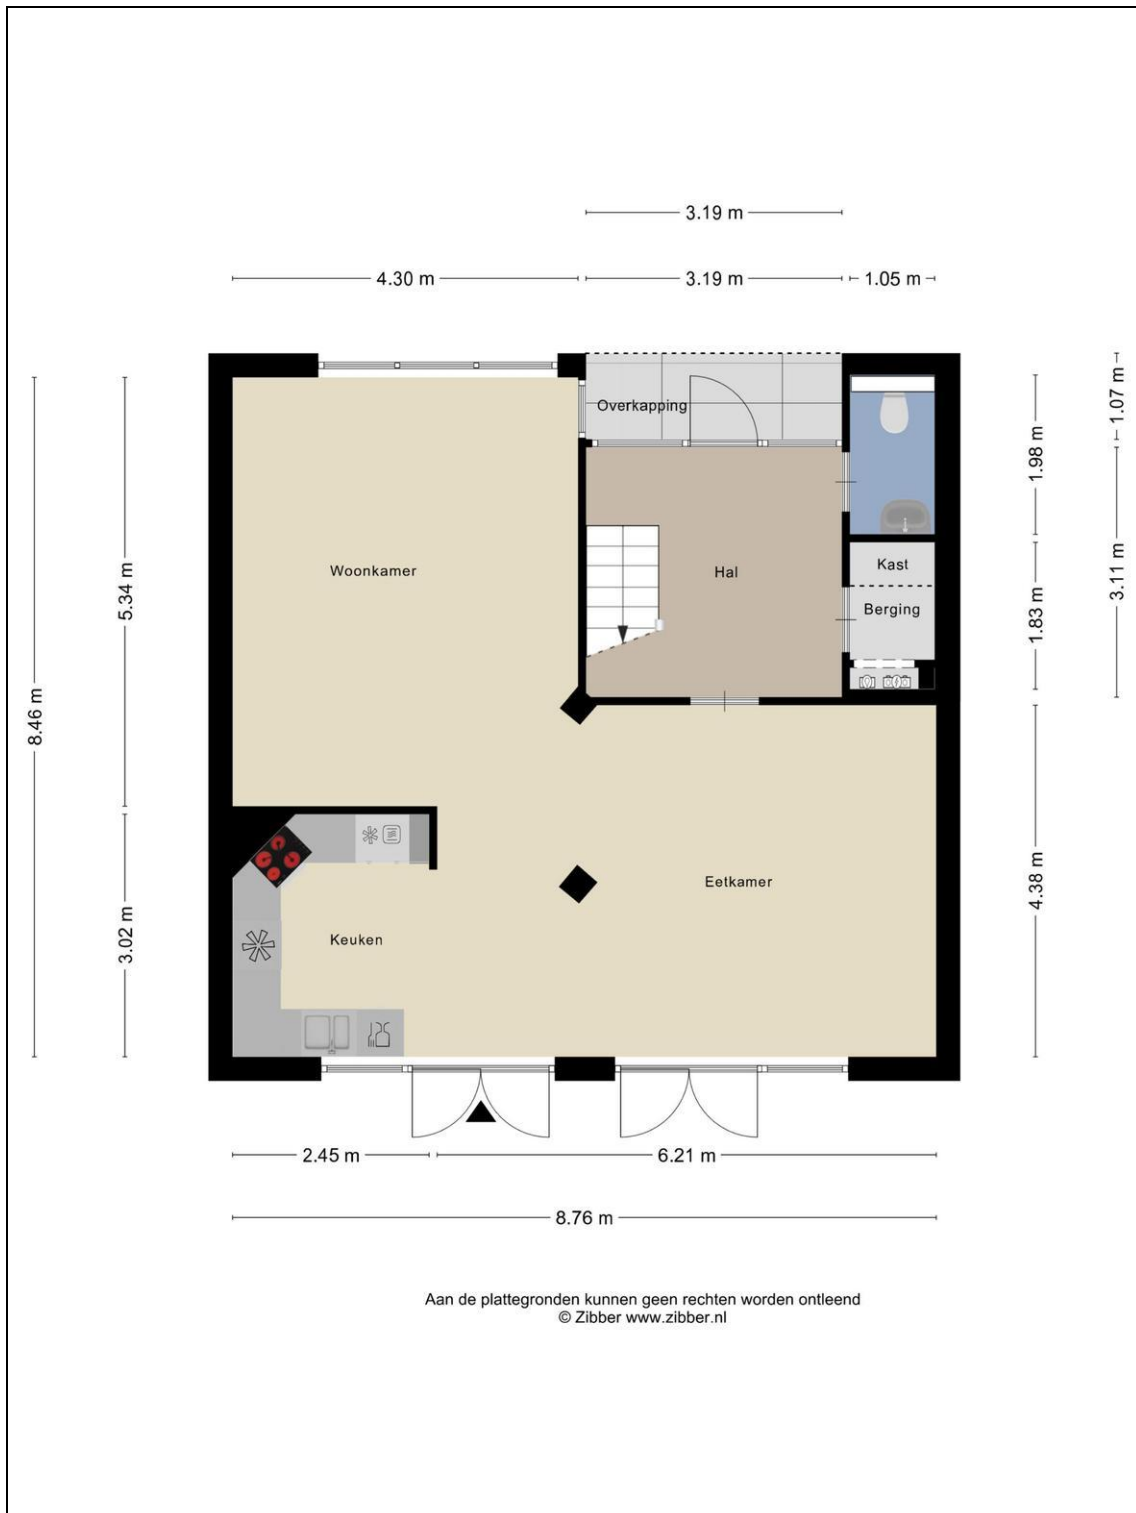 3.19 m
4.30 m
3.19 m
1.05 m
1.07 m
Overkapping
1.98 m
Kast
Woonkamer
Hal
5.34 m
3.11 m
Berging
1.83 m
8.46 m
Eetkamer
4.38 m
3.02 m
Keuken
2.45 m
6.21 m
8.76 m
Aan de plattegronden kunnen geen rechten worden ontleend
© Zibber www.zibber.nl